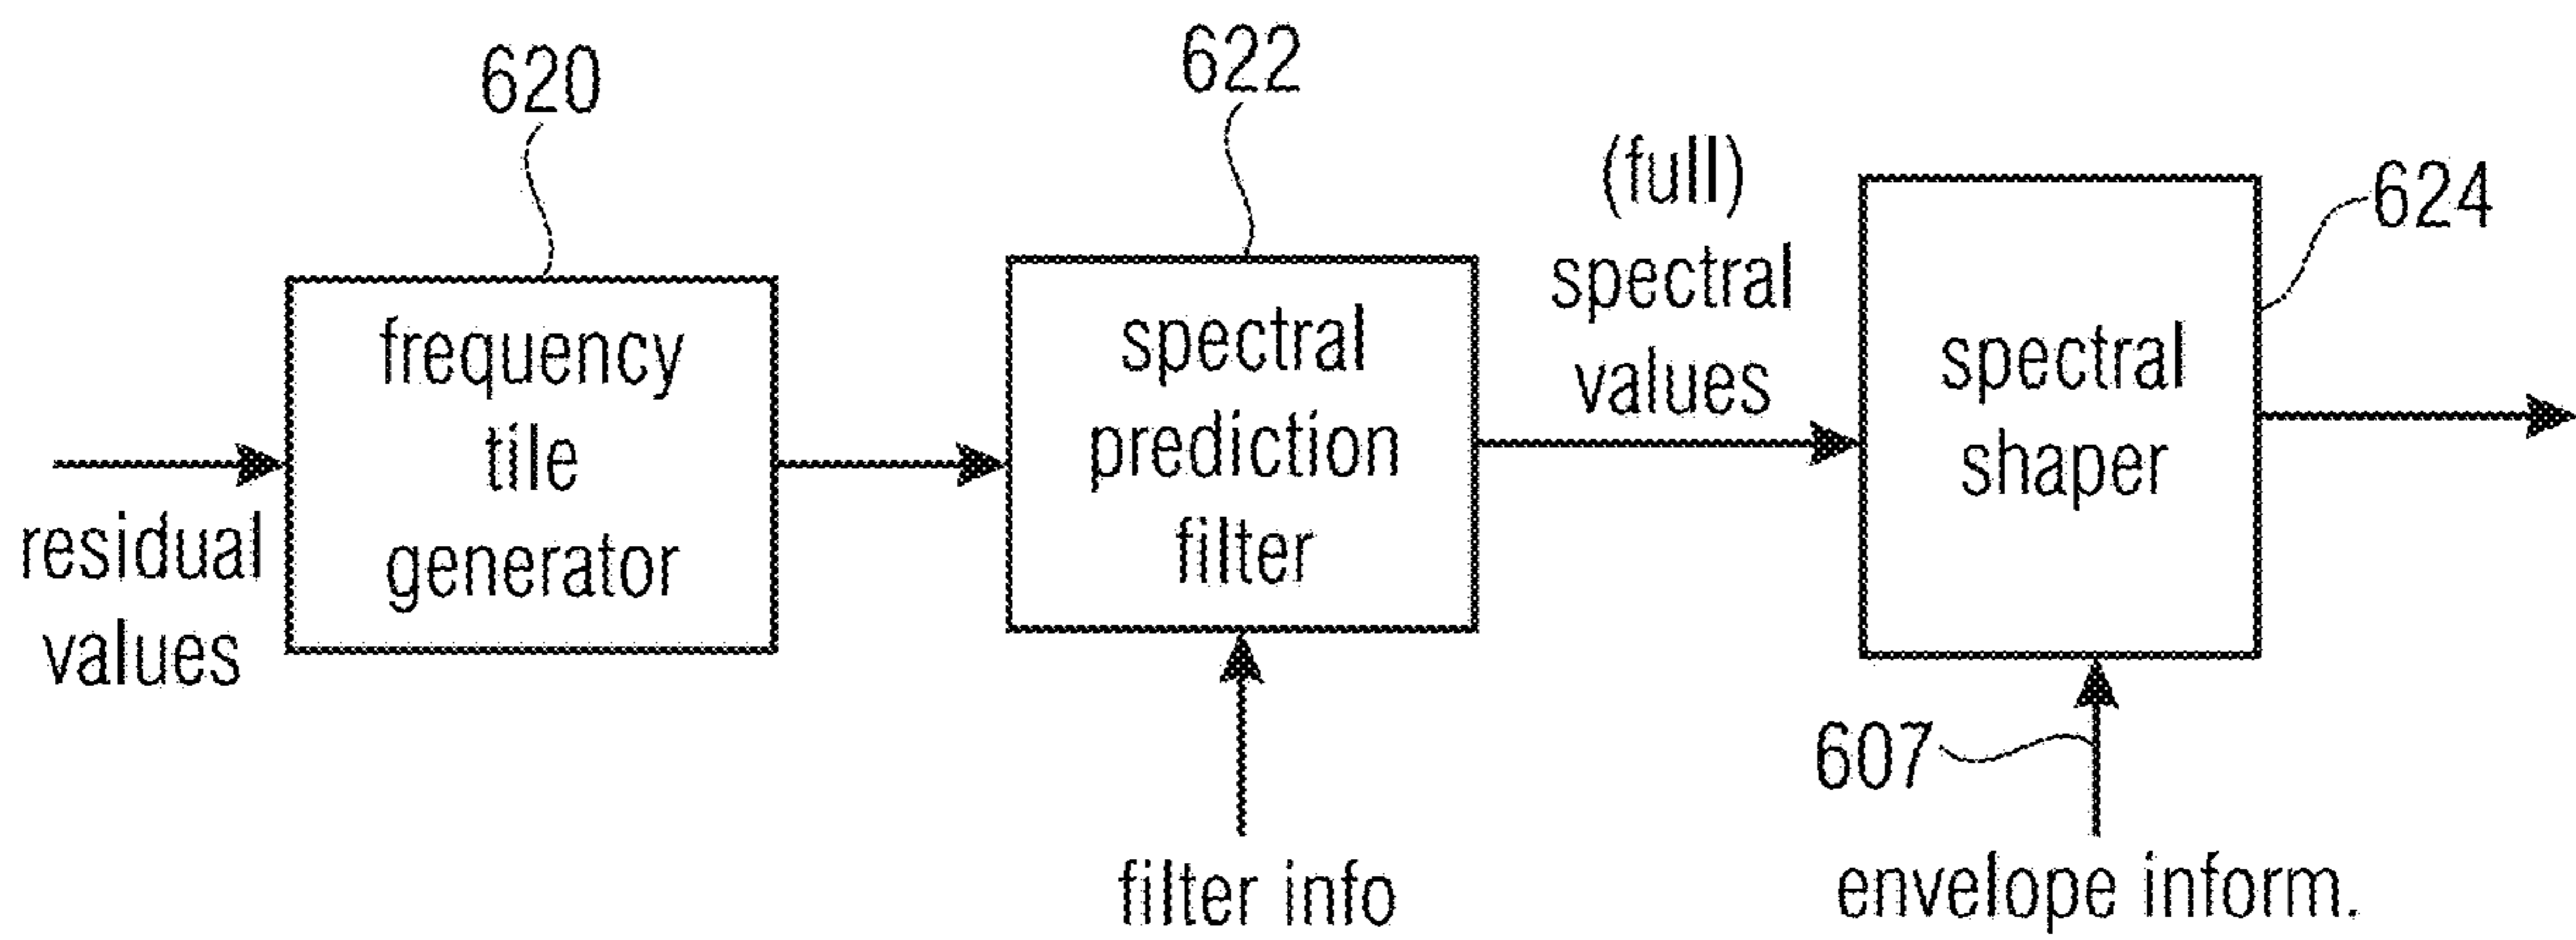 620
622
624
residual
values
frequency
tile
generator
spectral
prediction
filter
filter info
(full)
spectral
values
spectral
shaper
607
envelope inform.